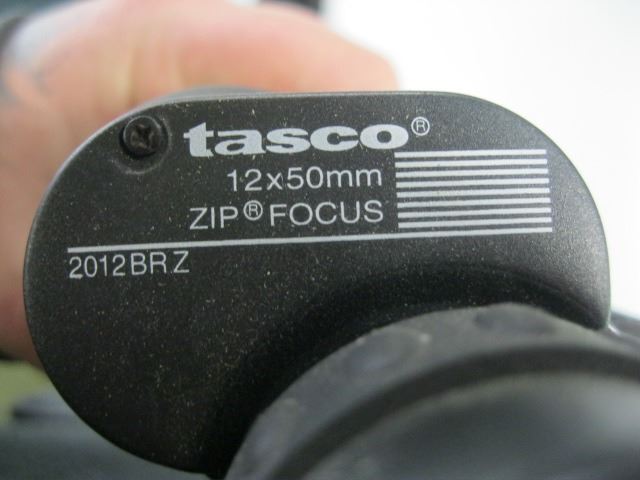 tasco®
12x50mm
ZIP® FOCUS
2012BRZ